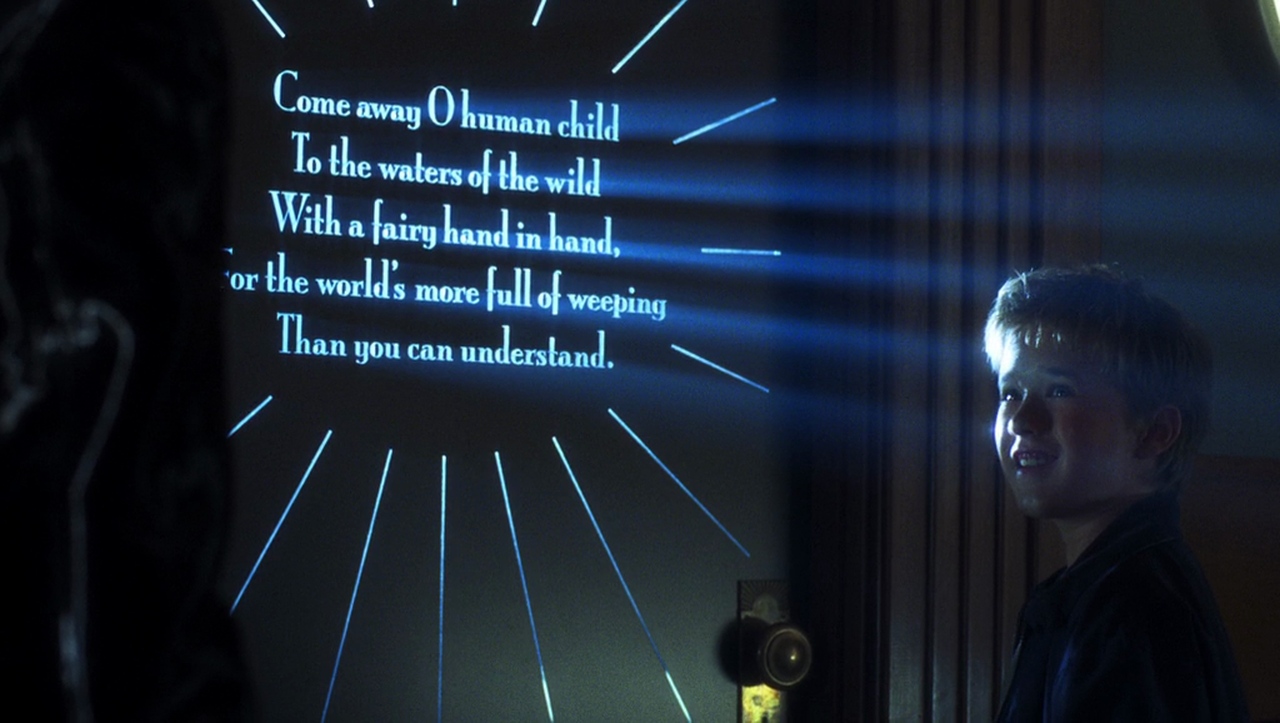 Come away O human child
To the waters of the wild
With a fairy hand in hand,
For the world's more full of weeping
Than you can understand.